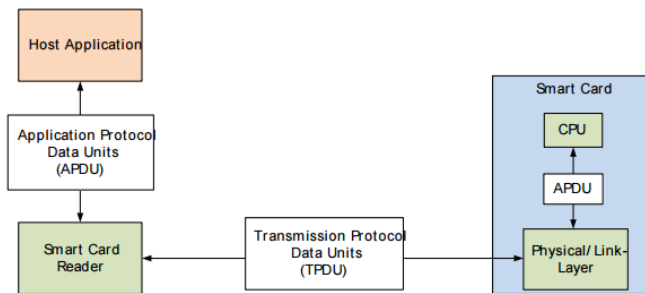 Host Application
Smart Card
CPU
Application Protocol
Data Units
(APDU)
APDU
Smart Card
Reader
Transmission Protocol
Data Units
(TPDU)
Physical/ Link-
Layer